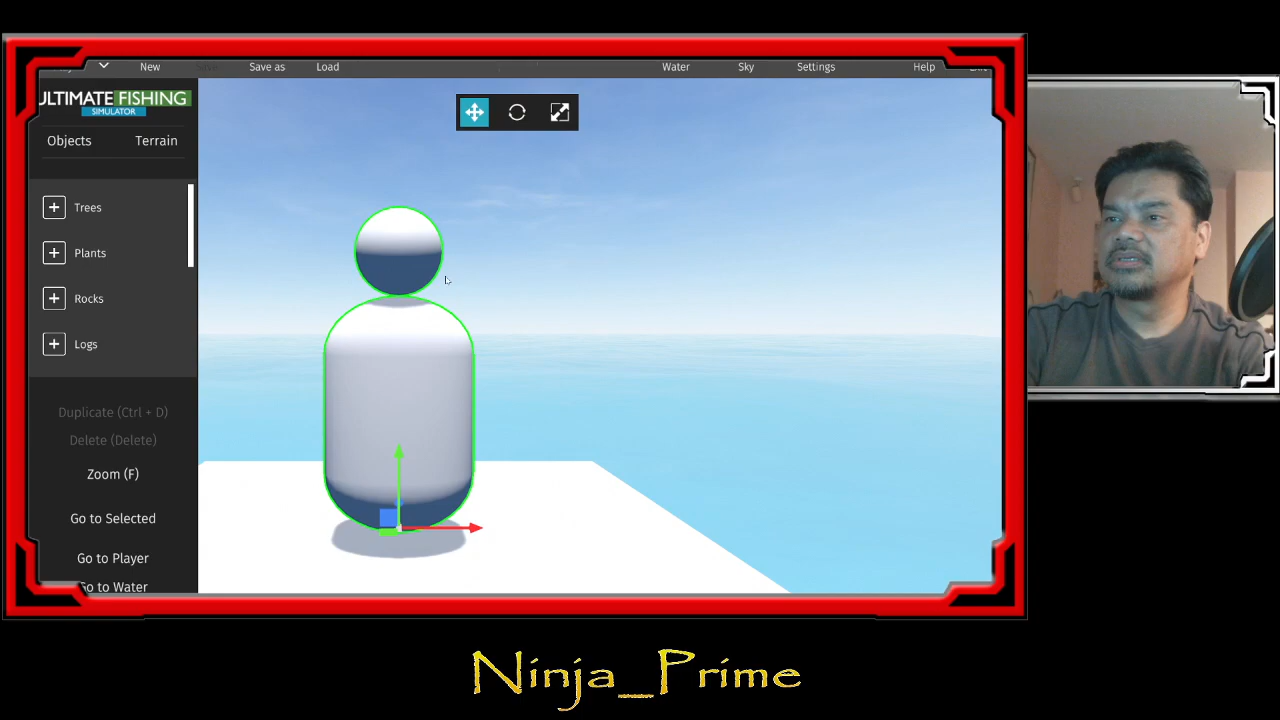 New
Save as
Load
Water
Sky
Settings
Help
ULTIMATE FISHING
SIMULATOR
Objects
Terrain
Trees
Plants
Rocks
Logs
Duplicate (Ctrl + D)
Delete (Delete)
Zoom (F)
Go to Selected
Go to Player
Go to Water
Ninja_Prime